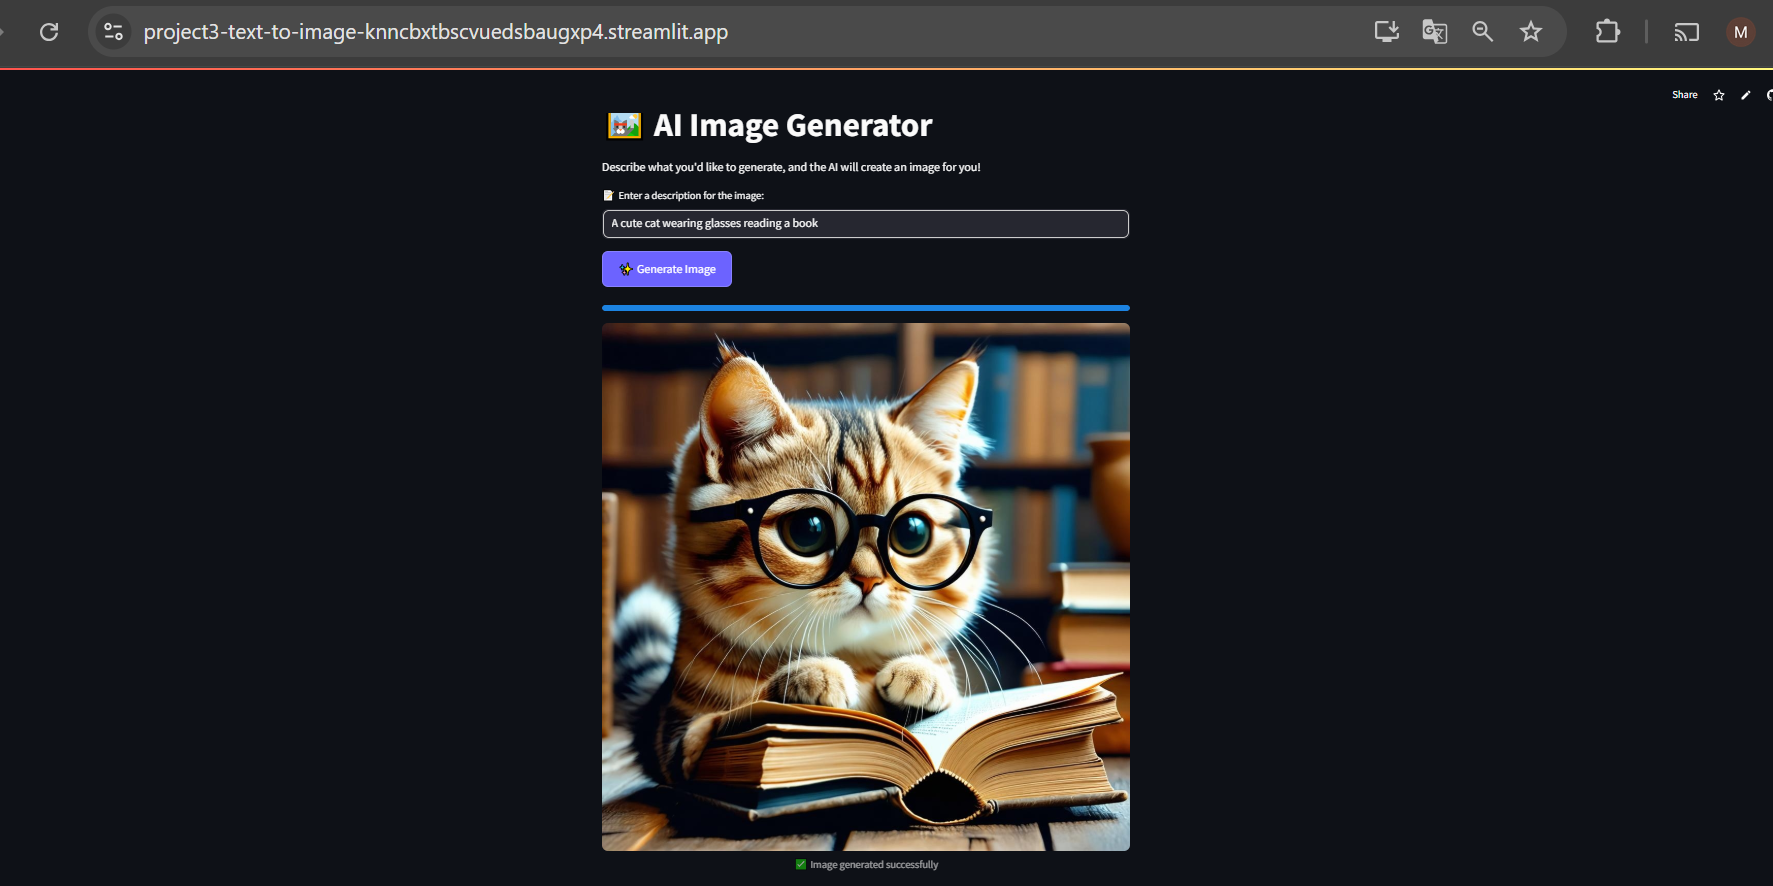 project3-text-to-image-knncbxtbscvuedsbaugxp4.streamlit.app
M
Share
AI Image Generator
Describe what you'd like to generate, and the AI will create an image for you!
Enter a description for the image:
A cute cat wearing glasses reading a book
✨ Generate Image
✅ Image generated successfully